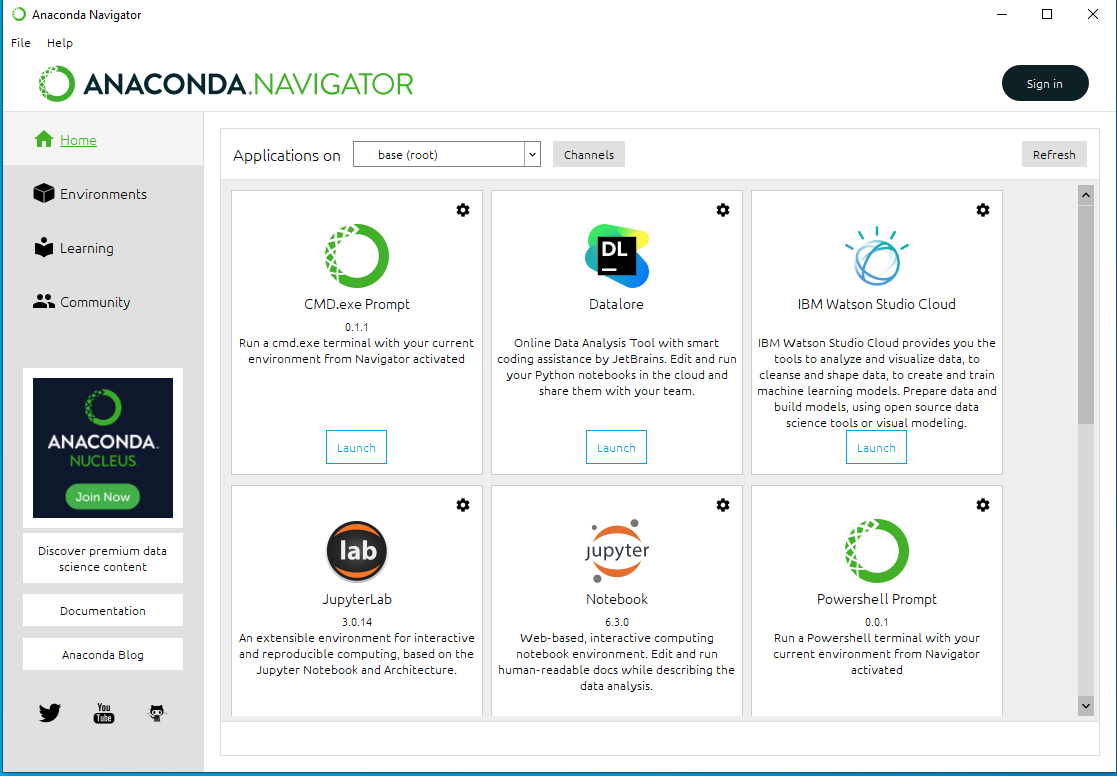 Anaconda Navigator
File Help
ANACONDA.NAVIGATOR
Sign in
Home
Environments
Learning
Community
ANACONDA.
NUCLEUS
Join Now
Discover premium data
science content
Documentation
Anaconda Blog
You
Tube
Applications on base (root) Channels Refresh
CMD.exe Prompt
0.1.1
Run a cmd.exe terminal with your current
environment from Navigator activated
Launch
DL
Datalore
Online Data Analysis Tool with smart
coding assistance by JetBrains. Edit and run
your Python notebooks in the cloud and
share them with your team.
Launch
IBM Watson Studio Cloud
IBM Watson Studio Cloud provides you the
tools to analyze and visualize data, to
cleanse and shape data, to create and train
machine learning models. Prepare data and
build models, using open source data
science tools or visual modeling.
Launch
lab
JupyterLab
3.0.14
An extensible environment for interactive
and reproducible computing, based on the
Jupyter Notebook and Architecture.
jupyter
Notebook
6.3.0
Web-based, interactive computing
notebook environment. Edit and run
human-readable docs while describing the
data analysis.
Powershell Prompt
0.0.1
Run a Powershell terminal with your
current environment from Navigator
activated